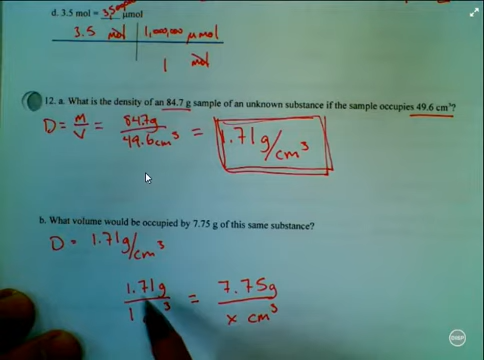 d. 3.5 mol = μmol
3.5 mol 1,000,000 μmol
1 mol
12. a. What is the density of an 84.7 g sample of an unknown substance if the sample occupies 49.6 cm³?
D = M/V = 84.7g/49.6cm³ = 1.71g/cm³
b. What volume would be occupied by 7.75 g of this same substance?
D = 1.71g/cm³
1.71g = 7.75g
1 ³ x cm³